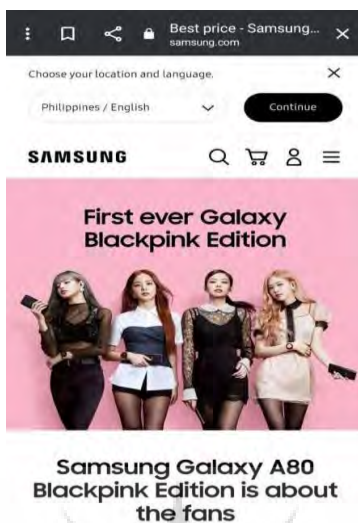 Best price - Samsung...
samsung.com
Choose your location and language.
Philippines / English
Continue
SAMSUNG
First ever Galaxy
Blackpink Edition
Samsung Galaxy A80
Blackpink Edition is about
the fans